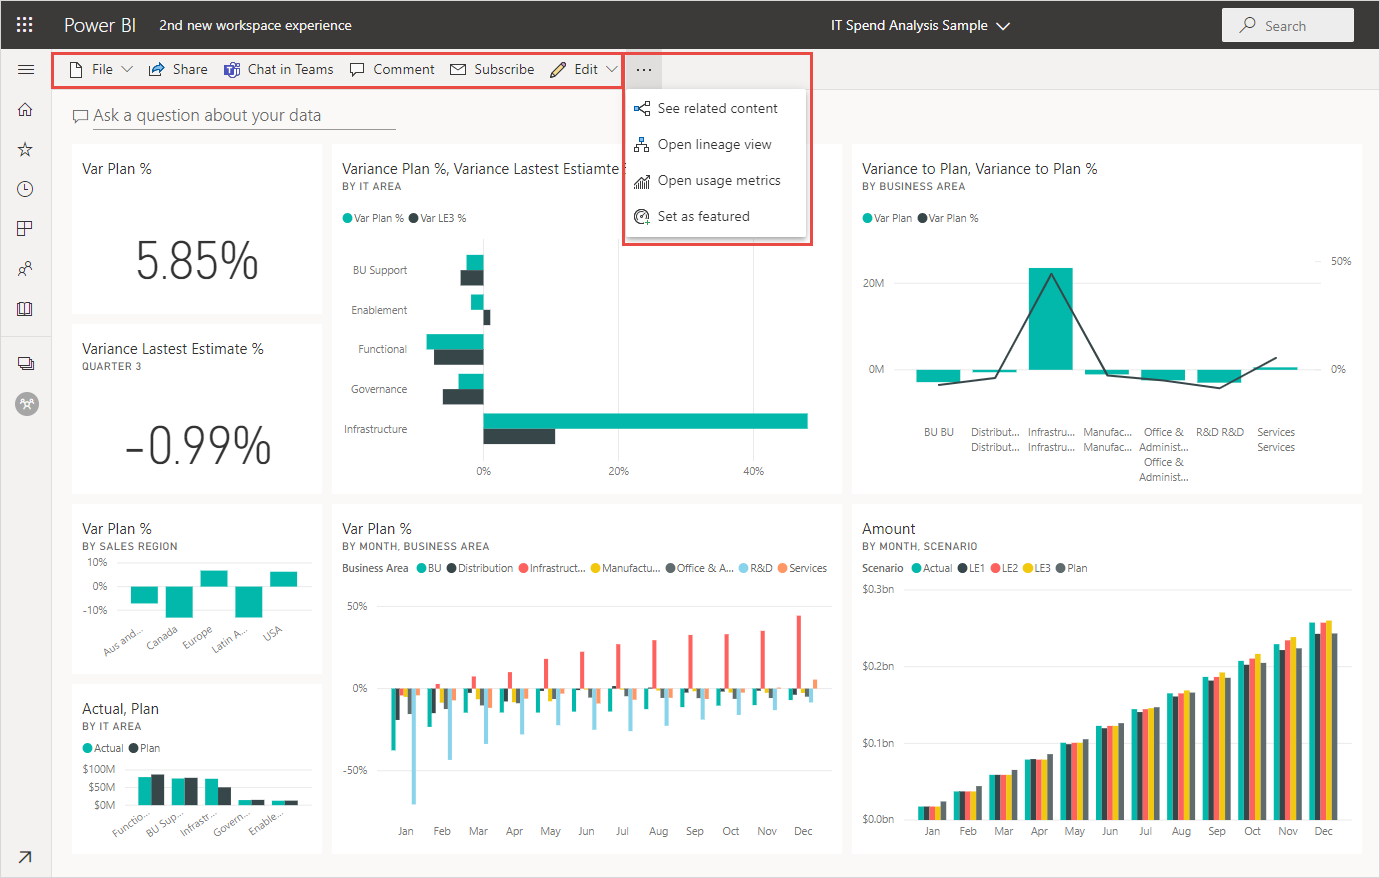 Power BI 2nd new workspace experience IT Spend Analysis Sample Search
File Share Chat in Teams Comment Subscribe Edit ...
See related content
Open lineage view
Open usage metrics
Set as featured
Ask a question about your data
Var Plan %
5.85%
Variance Lastest Estimate %
QUARTER 3
-0.99%
Variance Plan %, Variance Lastest Estiamte
BY IT AREA
Var Plan % Var LE3 %
BU Support
Enablement
Functional
Governance
Infrastructure
0% 20% 40%
Variance to Plan, Variance to Plan %
BY BUSINESS AREA
Var Plan Var Plan %
50%
20M
0M 0%
BU BU Distribut... Infrastru... Manufac... Office & R&D R&D Services
Distribut... Infrastru... Manufac... Administ... Services
Office &
Administ...
Var Plan %
BY SALES REGION
10%
0%
-10%
Aus and... Canada Europe Latin A... USA
Actual, Plan
BY IT AREA
Actual Plan
$100M
$50M
$0M
Functio... BU Sup... Infrastr... Govern... Enable...
Var Plan %
BY MONTH, BUSINESS AREA
Business Area BU Distribution Infrastruct... Manufactu... Office & A... R&D Services
50%
0%
-50%
Jan Feb Mar Apr May Jun Jul Aug Sep Oct Nov Dec
Amount
BY MONTH, SCENARIO
Scenario Actual LE1 LE2 LE3 Plan
$0.3bn
$0.2bn
$0.1bn
$0.0bn
Jan Feb Mar Apr May Jun Jul Aug Sep Oct Nov Dec